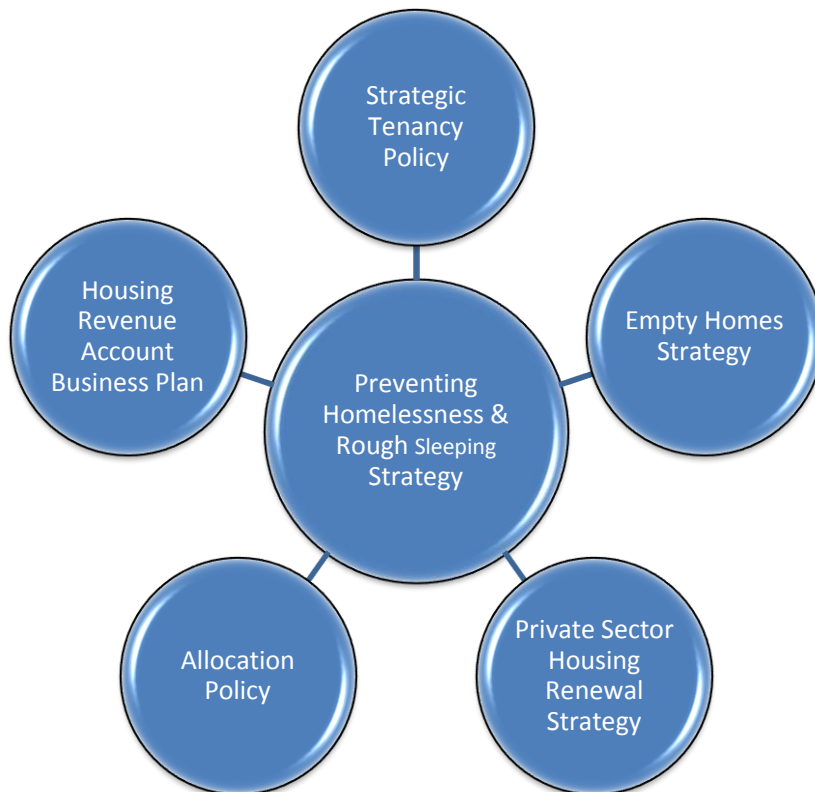 Strategic
Tenancy
Policy
Housing
Revenue
Account
Business Plan
Empty Homes
Strategy
Preventing
Homelessness &
Rough Sleeping
Strategy
Allocation
Policy
Private Sector
Housing
Renewal
Strategy